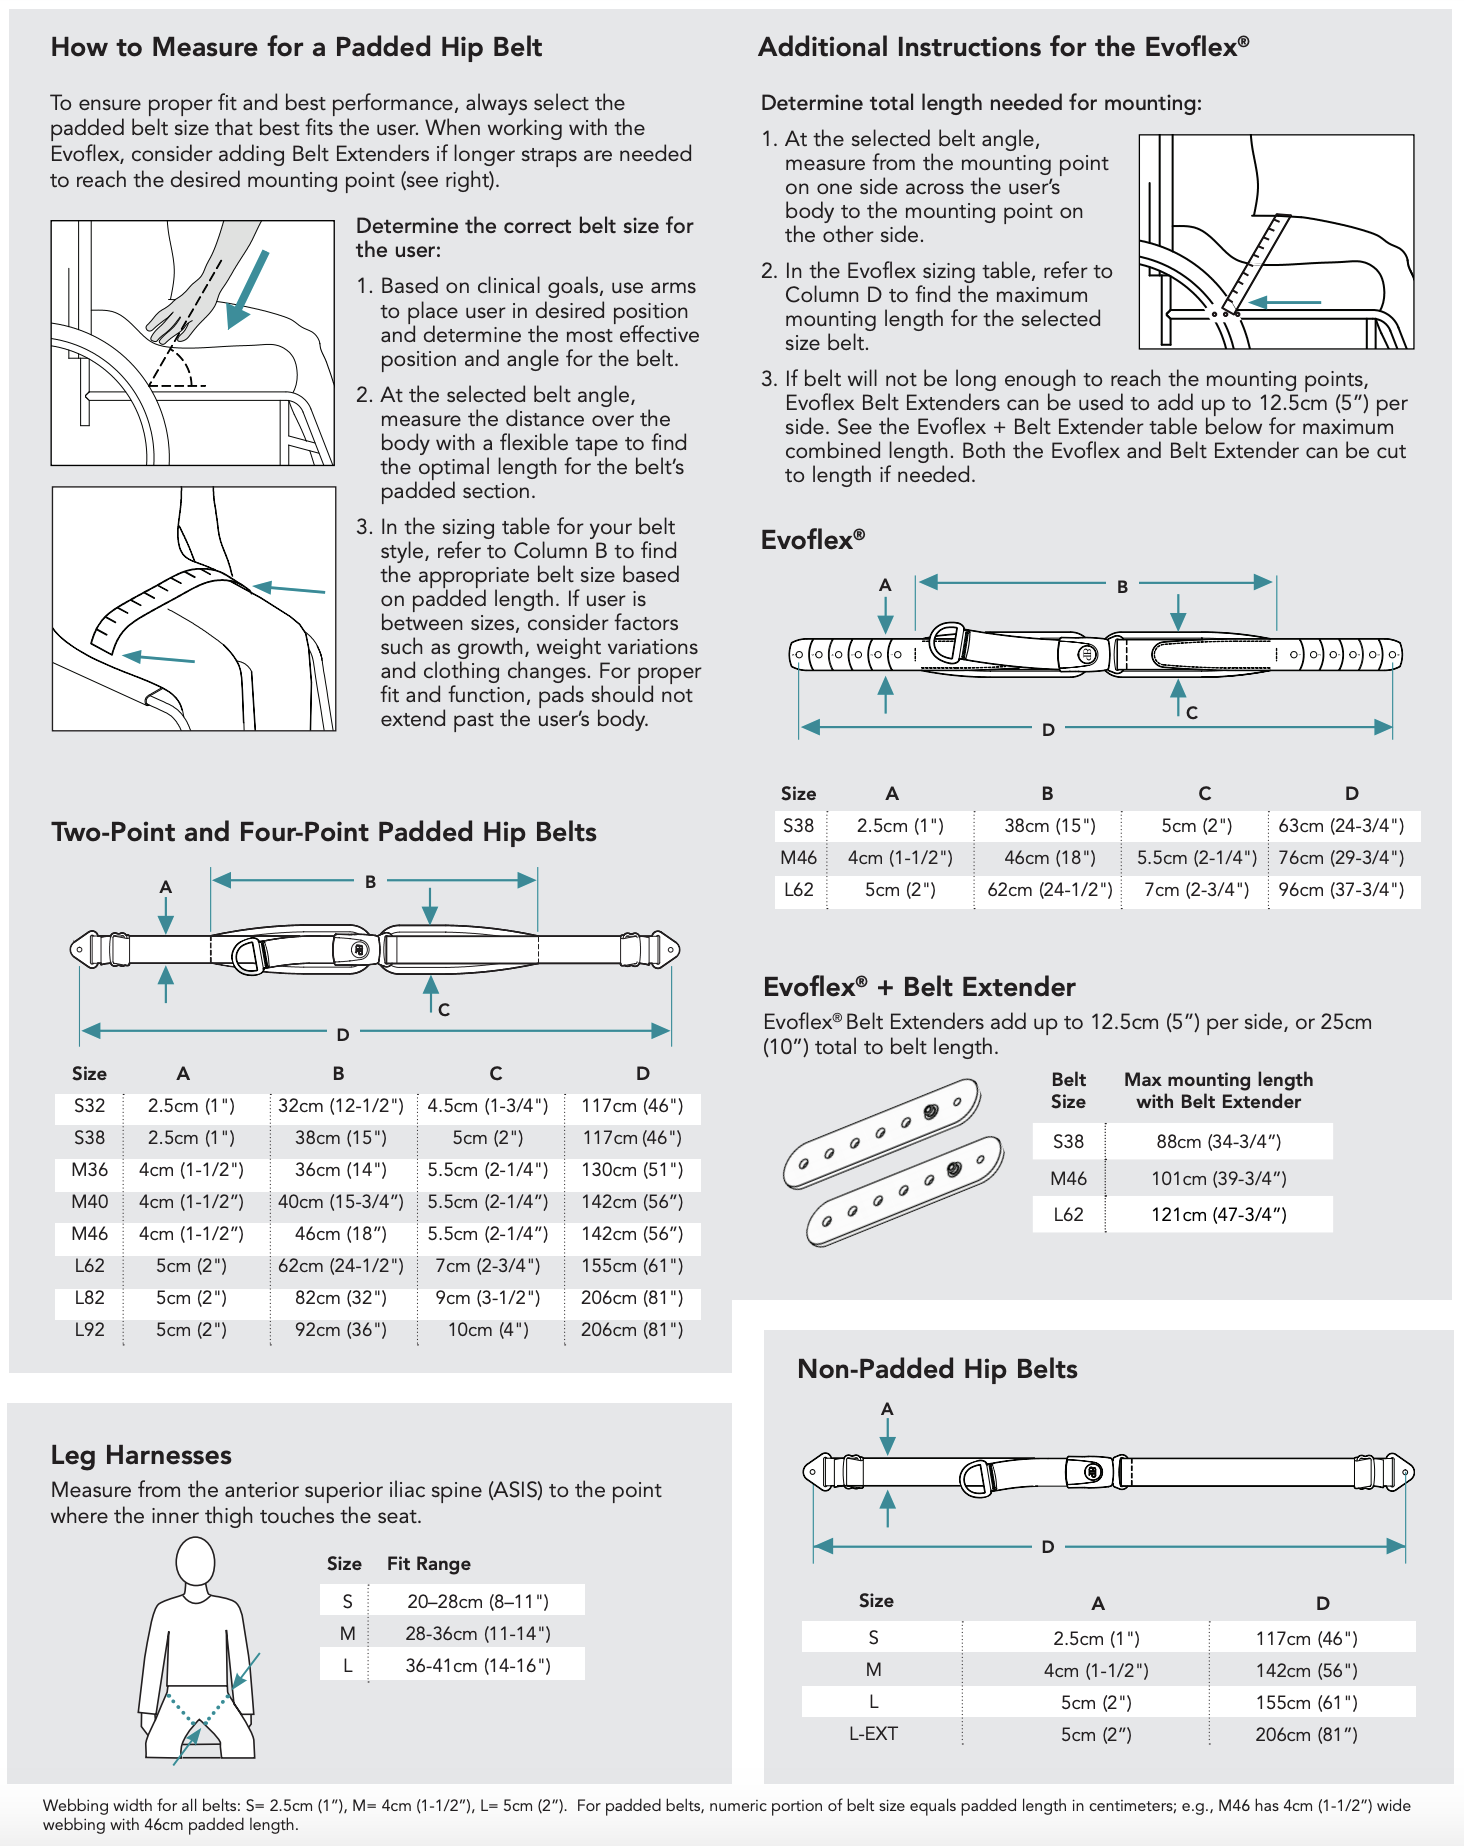 How to Measure for a Padded Hip Belt
To ensure proper fit and best performance, always select the
padded belt size that best fits the user. When working with the
Evoflex, consider adding Belt Extenders if longer straps are needed
to reach the desired mounting point (see right).
Determine the correct belt size for
the user:
1. Based on clinical goals, use arms
to place user in desired position
and determine the most effective
position and angle for the belt.
2. At the selected belt angle,
measure the distance over the
body with a flexible tape to find
the optimal length for the belt's
padded section.
3. In the sizing table for your belt
style, refer to Column B to find
the appropriate belt size based
on padded length. If user is
between sizes, consider factors
such as growth, weight variations
and clothing changes. For proper
fit and function, pads should not
extend past the user's body.
Two-Point and Four-Point Padded Hip Belts
A
B
C
D
Size A B C D
S32 2.5cm (1") 32cm (12-1/2") 4.5cm (1-3/4") 117cm (46")
S38 2.5cm (1") 38cm (15") 5cm (2") 117cm (46")
M36 4cm (1-1/2") 36cm (14") 5.5cm (2-1/4") 130cm (51")
M40 4cm (1-1/2”) 40cm (15-3/4”) 5.5cm (2-1/4”) 142cm (56”)
M46 4cm (1-1/2”) 46cm (18”) 5.5cm (2-1/4”) 142cm (56”)
L62 5cm (2") 62cm (24-1/2") 7cm (2-3/4") 155cm (61")
L82 5cm (2") 82cm (32") 9cm (3-1/2") 206cm (81")
L92 5cm (2") 92cm (36") 10cm (4") 206cm (81")
Leg Harnesses
Measure from the anterior superior iliac spine (ASIS) to the point
where the inner thigh touches the seat.
Size Fit Range
S 20–28cm (8–11")
M 28-36cm (11-14")
L 36-41cm (14-16")
Additional Instructions for the Evoflex®
Determine total length needed for mounting:
1. At the selected belt angle,
measure from the mounting point
on one side across the user's
body to the mounting point on
the other side.
2. In the Evoflex sizing table, refer to
Column D to find the maximum
mounting length for the selected
size belt.
3. If belt will not be long enough to reach the mounting points,
Evoflex Belt Extenders can be used to add up to 12.5cm (5”) per
side. See the Evoflex + Belt Extender table below for maximum
combined length. Both the Evoflex and Belt Extender can be cut
to length if needed.
Evoflex®
A
B
C
D
Size A B C D
S38 2.5cm (1") 38cm (15") 5cm (2") 63cm (24-3/4")
M46 4cm (1-1/2") 46cm (18") 5.5cm (2-1/4") 76cm (29-3/4")
L62 5cm (2") 62cm (24-1/2") 7cm (2-3/4") 96cm (37-3/4")
Evoflex® + Belt Extender
Evoflex® Belt Extenders add up to 12.5cm (5”) per side, or 25cm
(10”) total to belt length.
Belt Max mounting length
Size with Belt Extender
S38 88cm (34-3/4”)
M46 101cm (39-3/4”)
L62 121cm (47-3/4”)
Non-Padded Hip Belts
A
D
Size A D
S 2.5cm (1") 117cm (46")
M 4cm (1-1/2") 142cm (56")
L 5cm (2") 155cm (61")
L-EXT 5cm (2”) 206cm (81”)
Webbing width for all belts: S= 2.5cm (1”), M= 4cm (1-1/2”), L= 5cm (2”). For padded belts, numeric portion of belt size equals padded length in centimeters; e.g., M46 has 4cm (1-1/2”) wide
webbing with 46cm padded length.